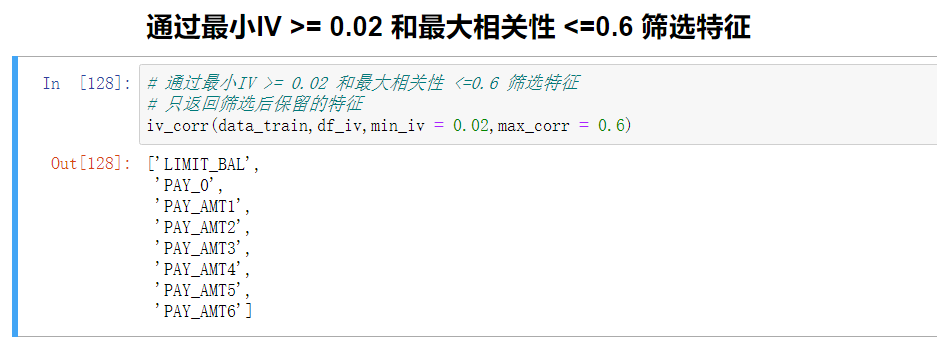 通过最小IV >= 0.02 和最大相关性 <=0.6 筛选特征
In [128]: # 通过最小IV >= 0.02 和最大相关性 <=0.6 筛选特征
# 只返回筛选后保留的特征
iv_corr(data_train,df_iv,min_iv = 0.02,max_corr = 0.6)
Out[128]: ['LIMIT_BAL',
'PAY_0',
'PAY_AMT1',
'PAY_AMT2',
'PAY_AMT3',
'PAY_AMT4',
'PAY_AMT5',
'PAY_AMT6']